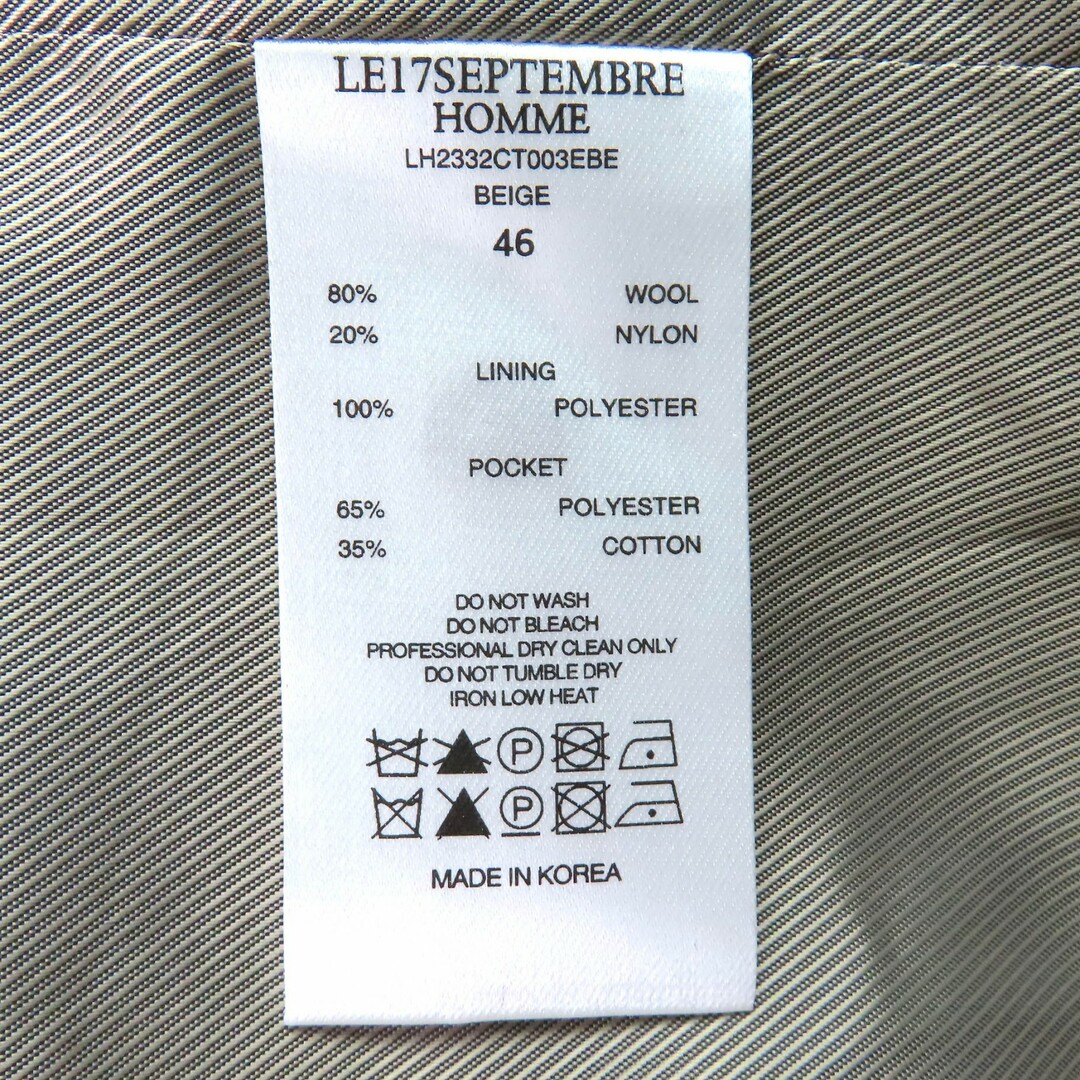 LE17SEPTEMBRE
HOMME
LH2332CT003EBE
BEIGE
46
80% WOOL
20% NYLON
LINING
100% POLYESTER
POCKET
65% POLYESTER
35% COTTON
DO NOT WASH
DO NOT BLEACH
PROFESSIONAL DRY CLEAN ONLY
DO NOT TUMBLE DRY
IRON LOW HEAT
P
P
MADE IN KOREA